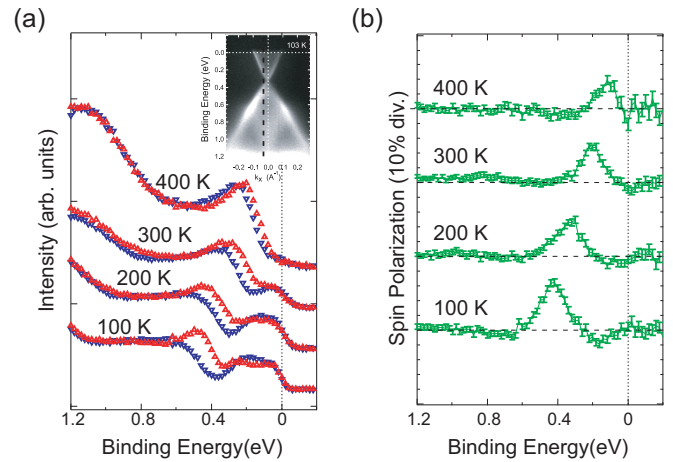 (a)
Intensity (arb. units)
400 K
300 K
200 K
100 K
1.2
0.8
0.4
0
Binding Energy(eV)
103 K
Binding Energy (eV)
0.0
0.2
0.4
0.6
0.8
1.0
1.2
-0.2
-0.1
0.0
0.1
0.2
kx (A-1)
(b)
Spin Polarization (10% div.)
400 K
300 K
200 K
100 K
1.2
0.8
0.4
0
Binding Energy(eV)